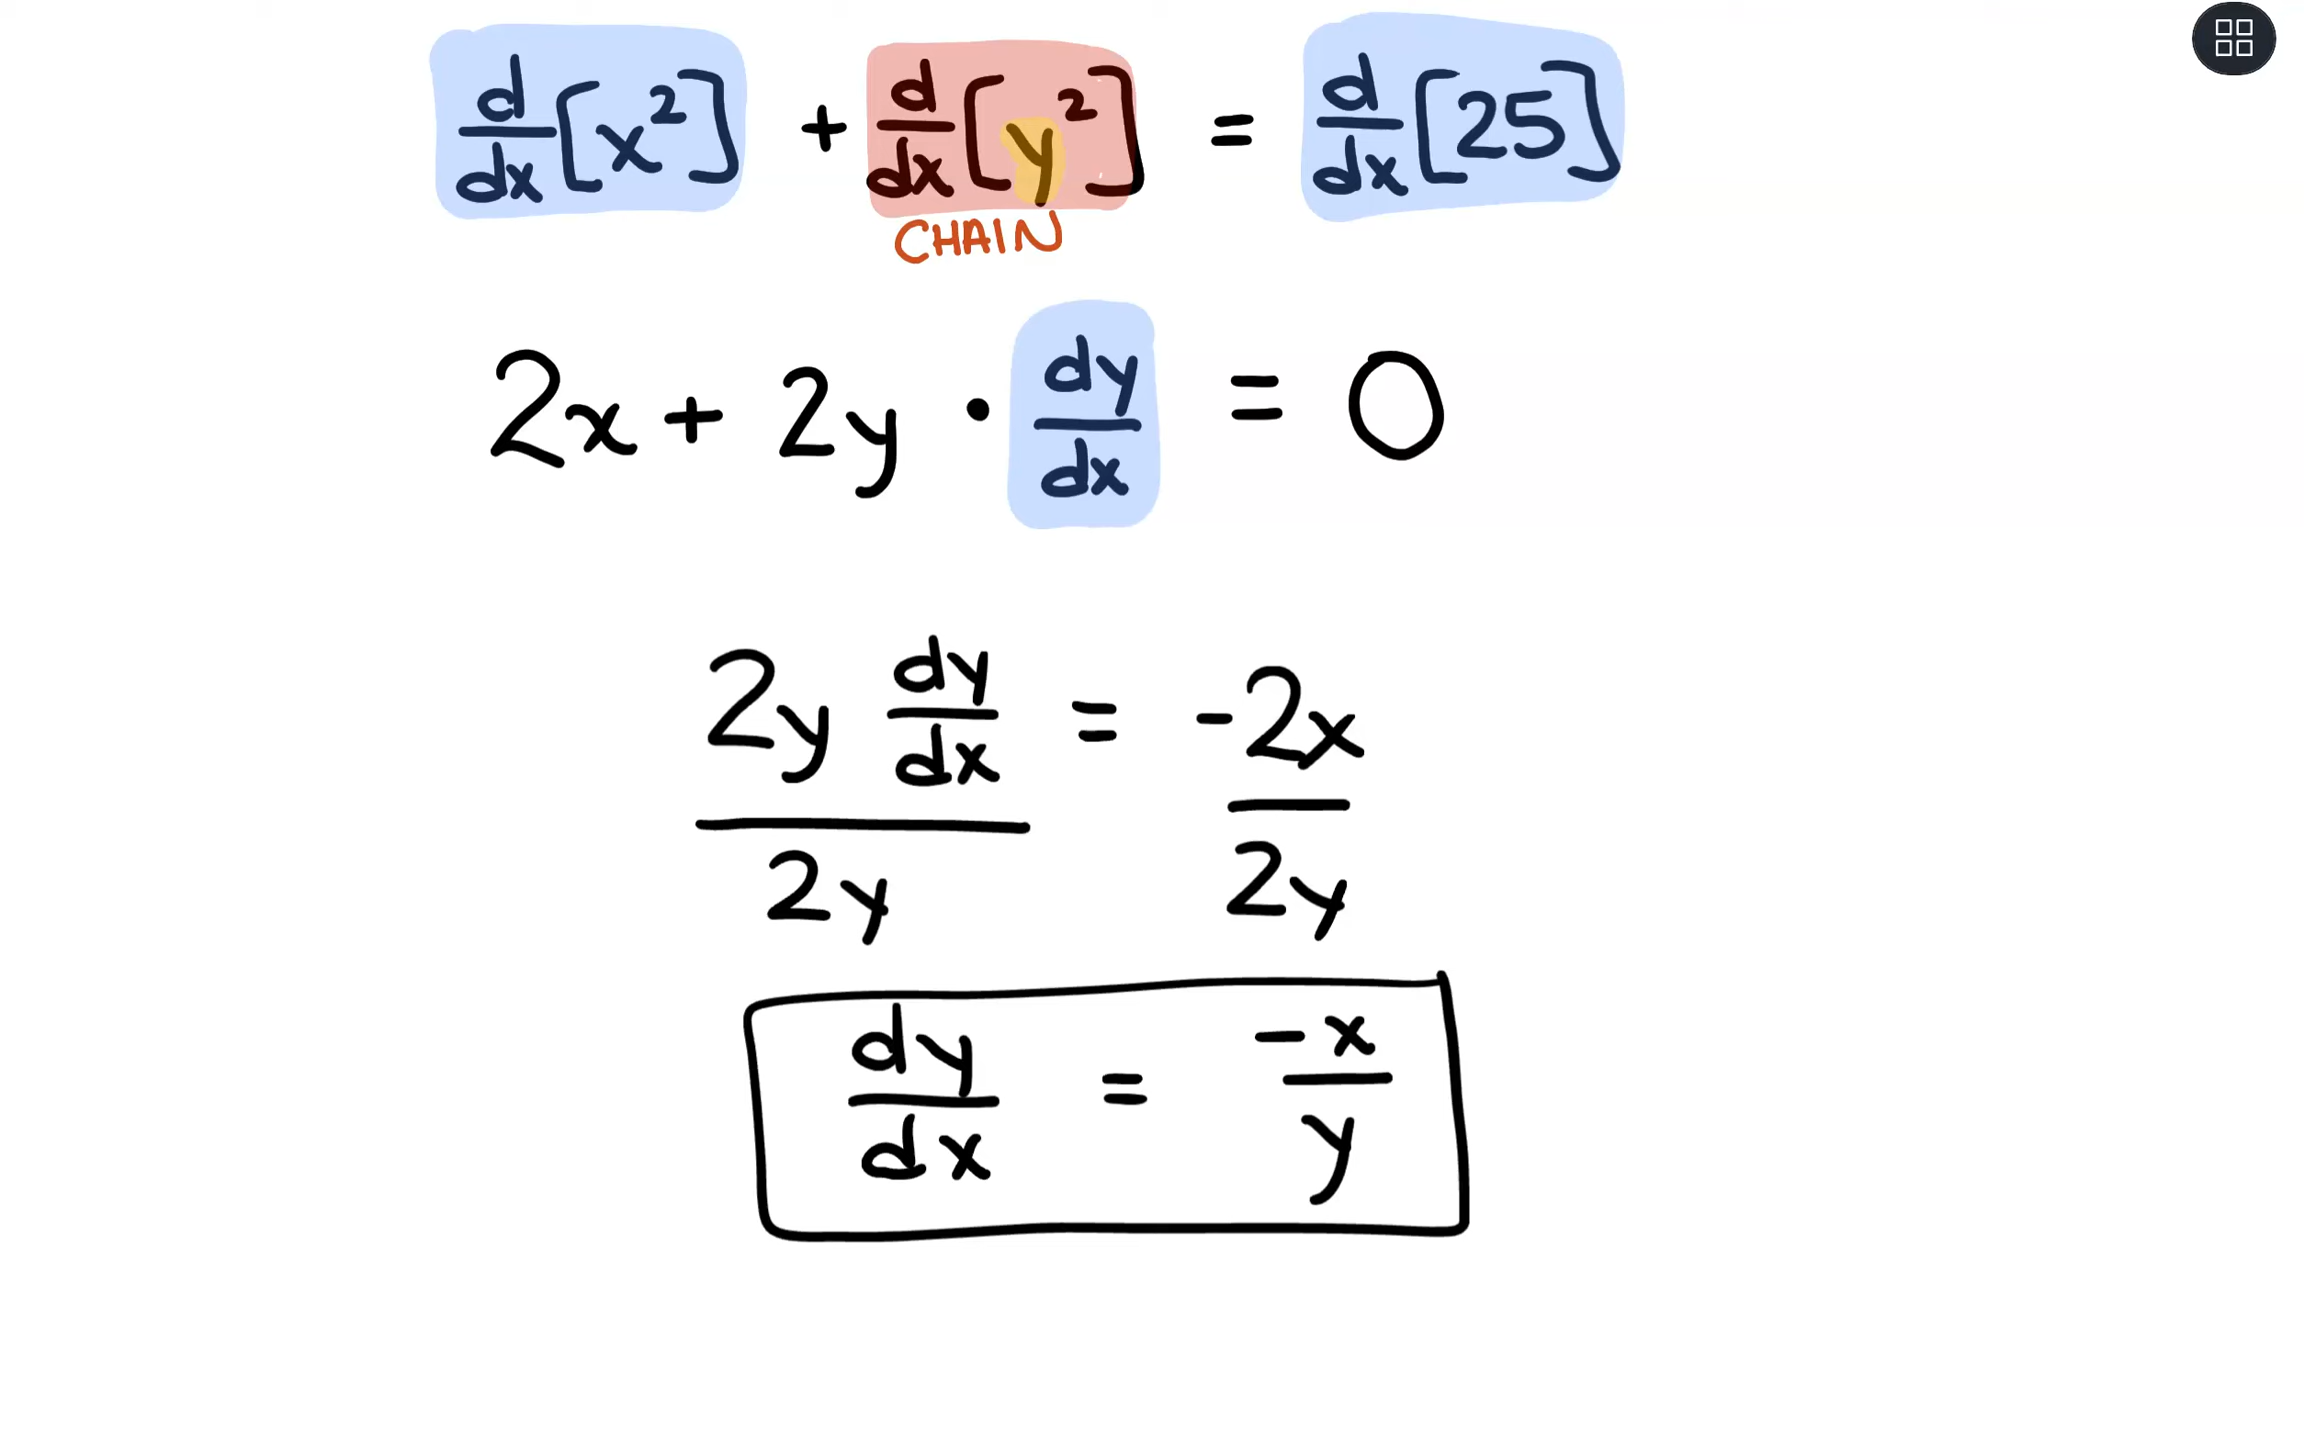 d/dx [x²] + d/dx [y²] = d/dx [25]
CHAIN
2x + 2y · dy/dx = 0
2y dy/dx = -2x
2y 2y
dy/dx = -x/y